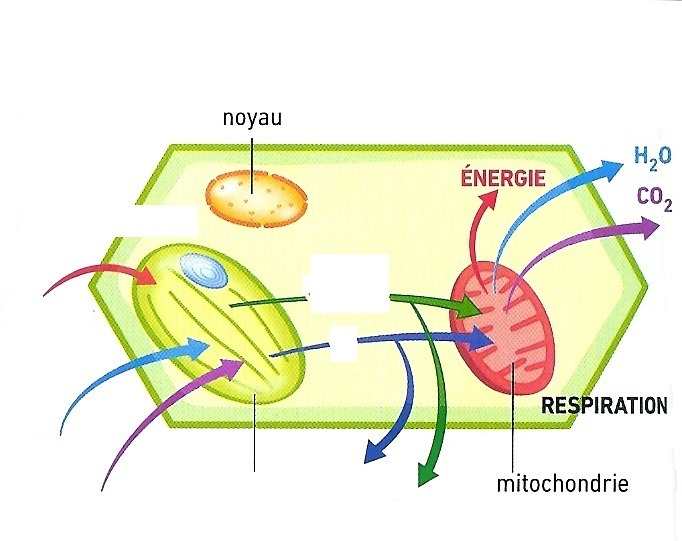 noyau
ÉNERGIE
H₂O
CO₂
RESPIRATION
mitochondrie